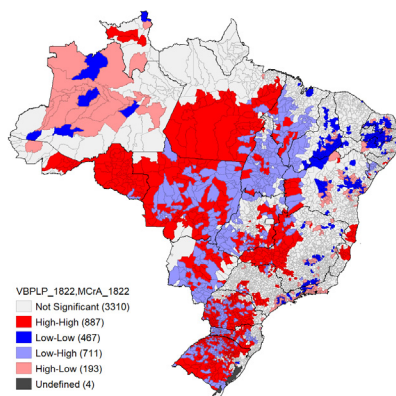 VBPLP_1822,MCrA_1822
Not Significant (3310)
High-High (887)
Low-Low (467)
Low-High (711)
High-Low (193)
Undefined (4)